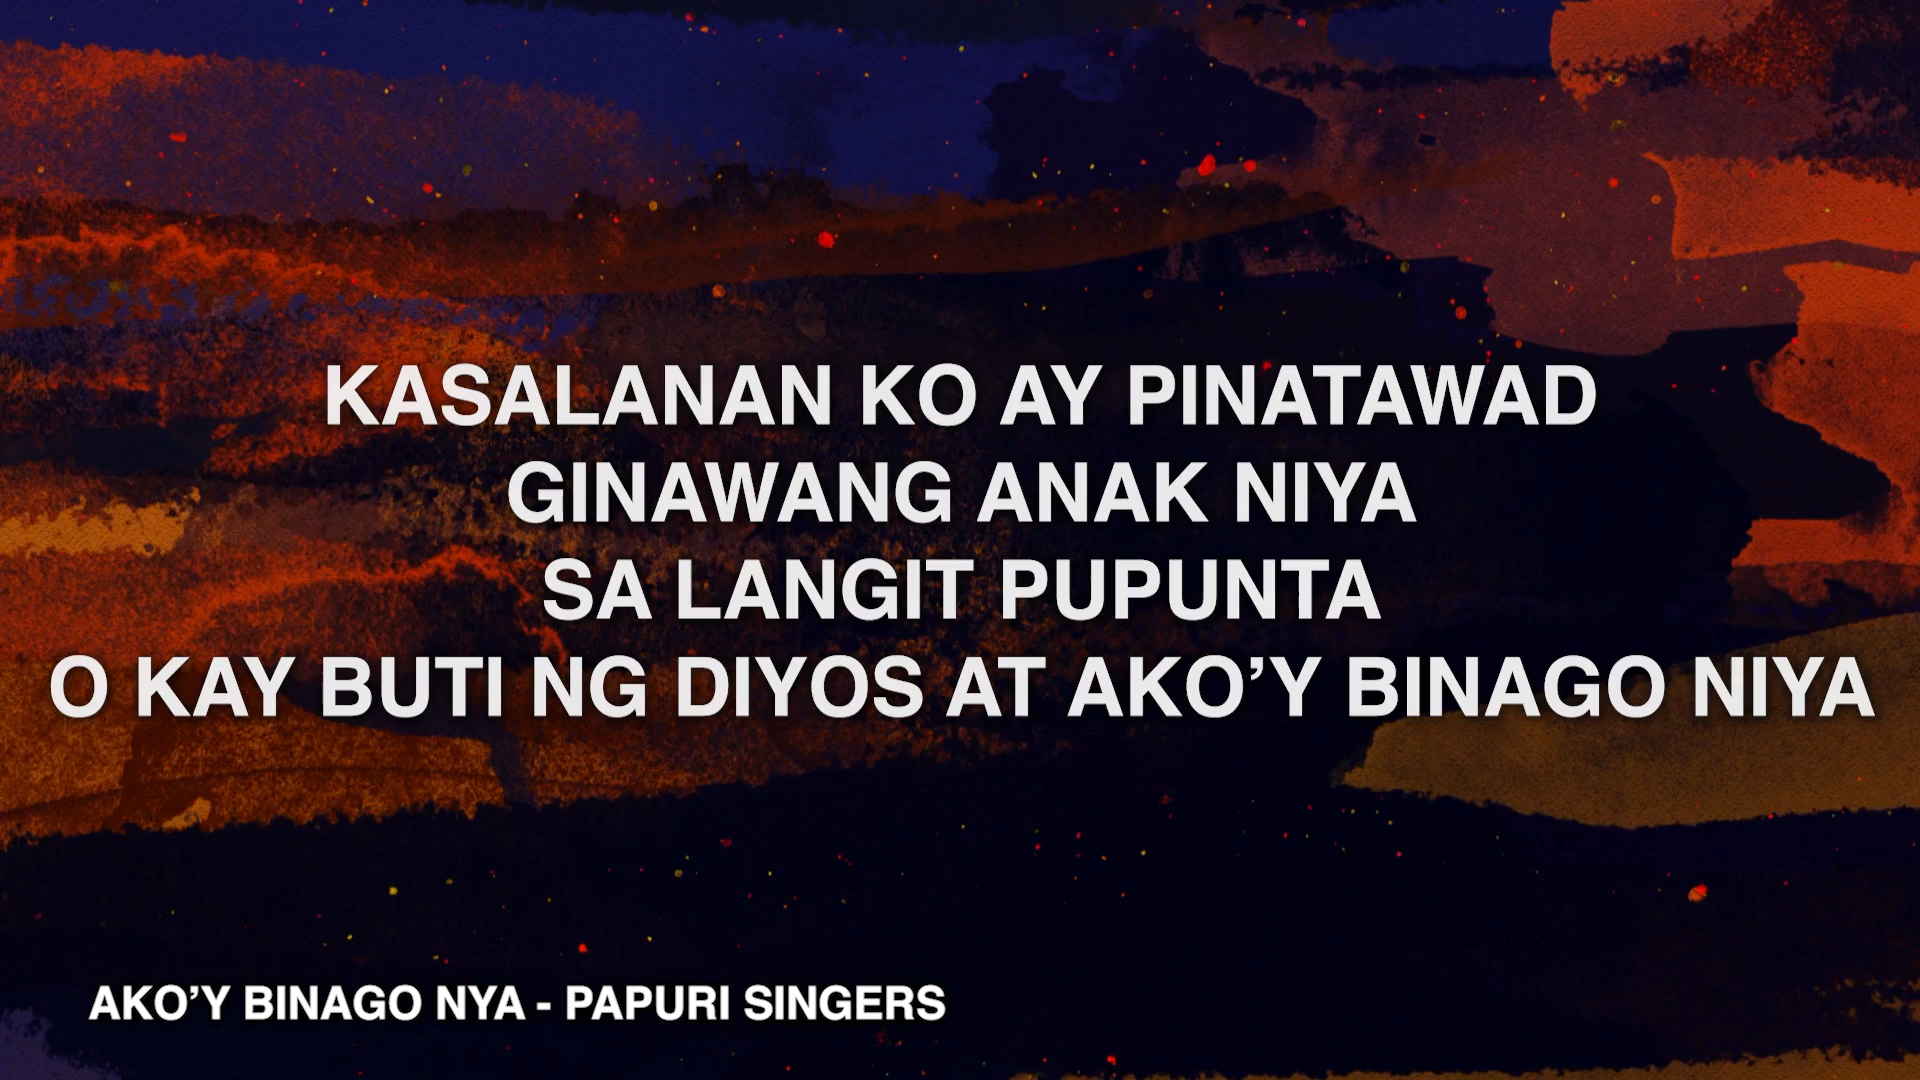 KASALANAN KO AY PINATAWAD
GINAWANG ANAK NIYA
SA LANGIT PUPUNTA
O KAY BUTI NG DIYOS AT AKO’Y BINAGO NIYA
AKO’Y BINAGO NYA - PAPURI SINGERS